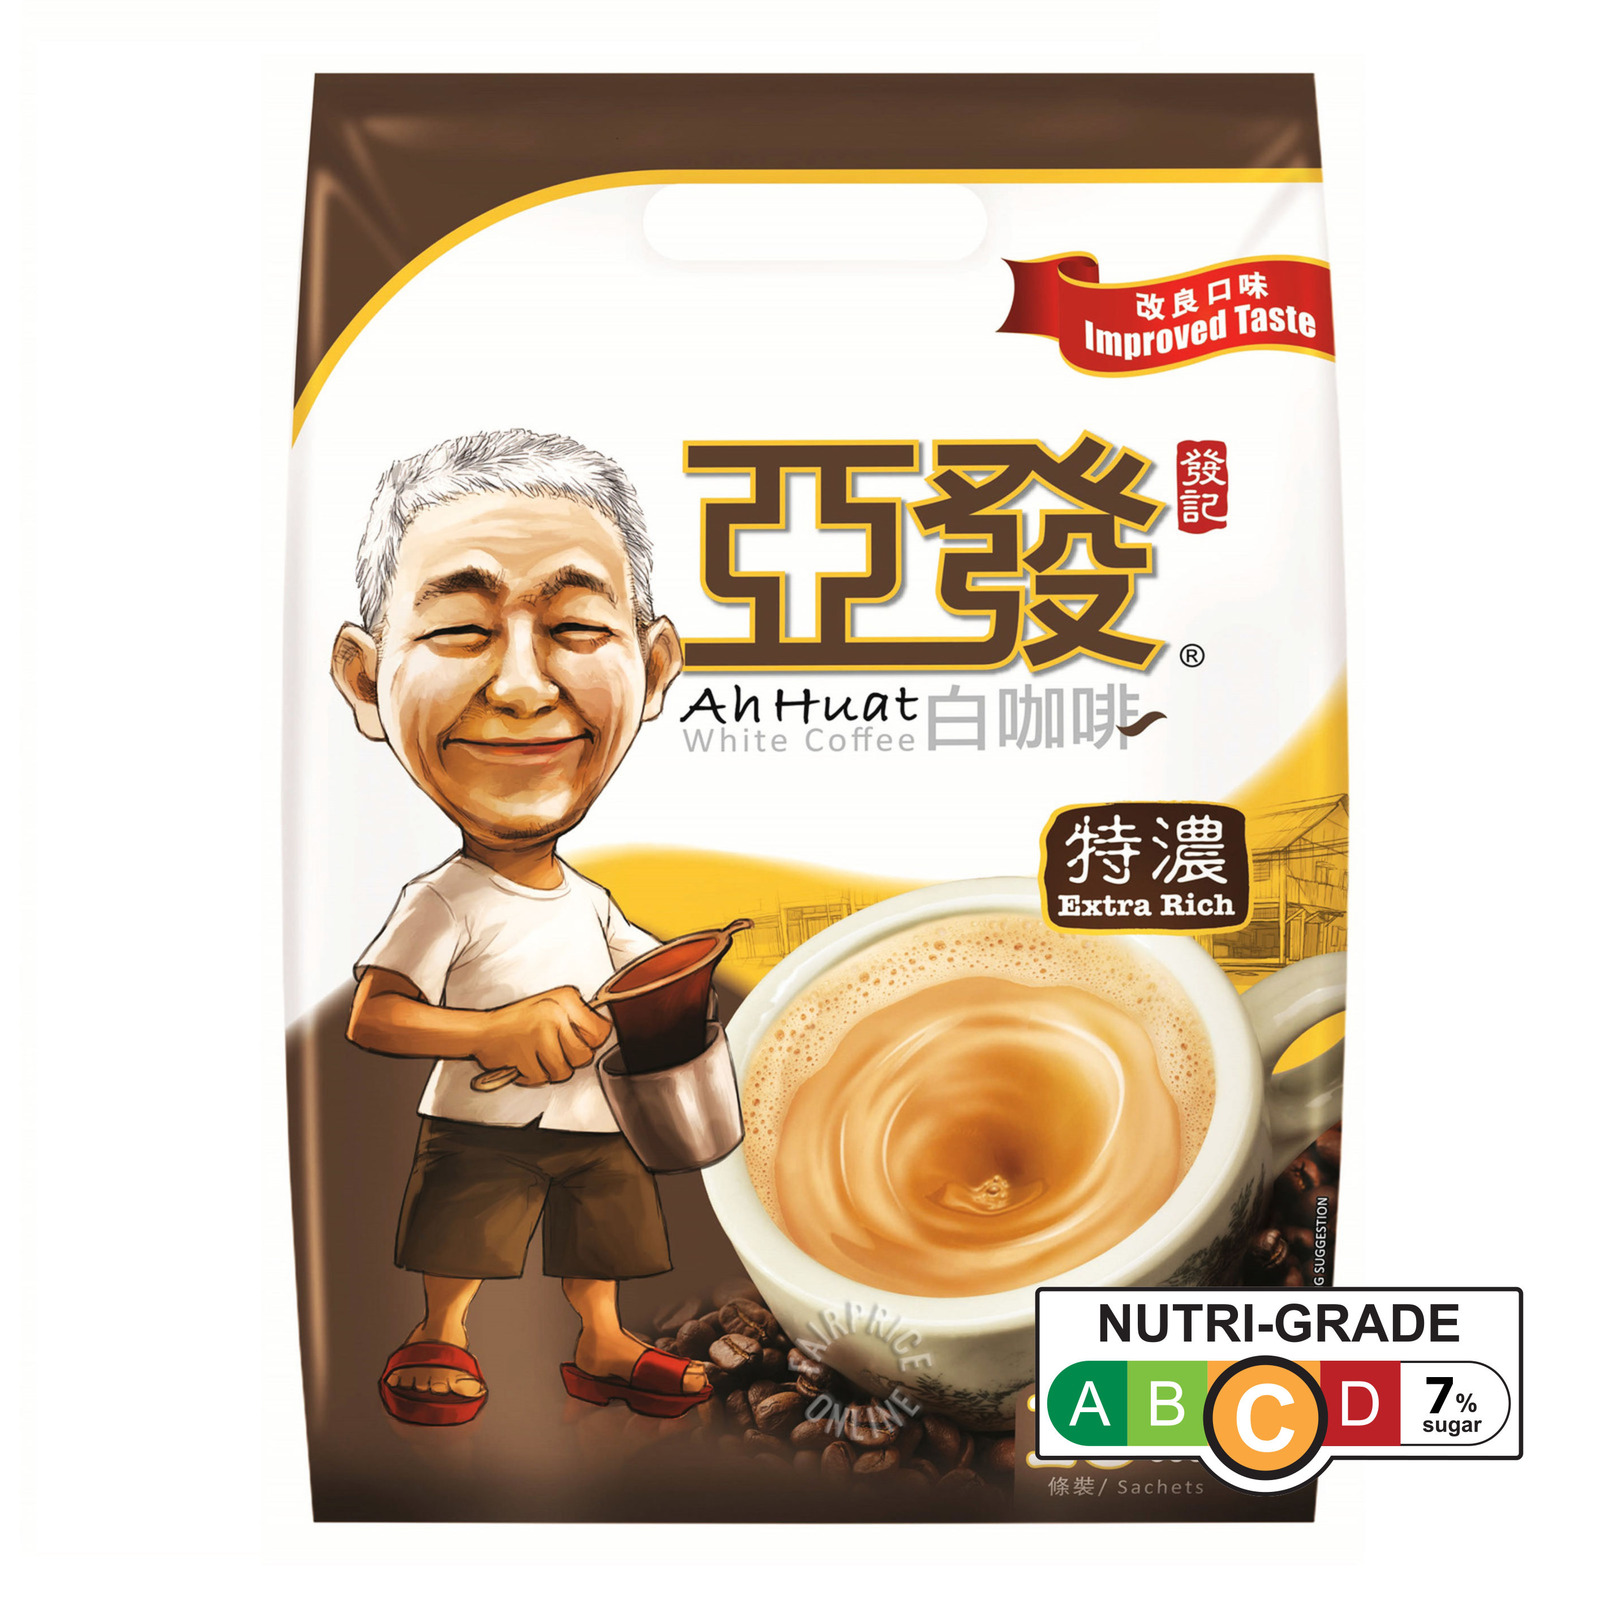 改良口味
Improved Taste
亞發
發記
®
Ah Huat
White Coffee
白咖啡
特濃
Extra Rich
G SUGGESTION
NUTRI-GRADE
A B C D 7% sugar
FAIRPRICE
ONLINE
條裝/ Sachets